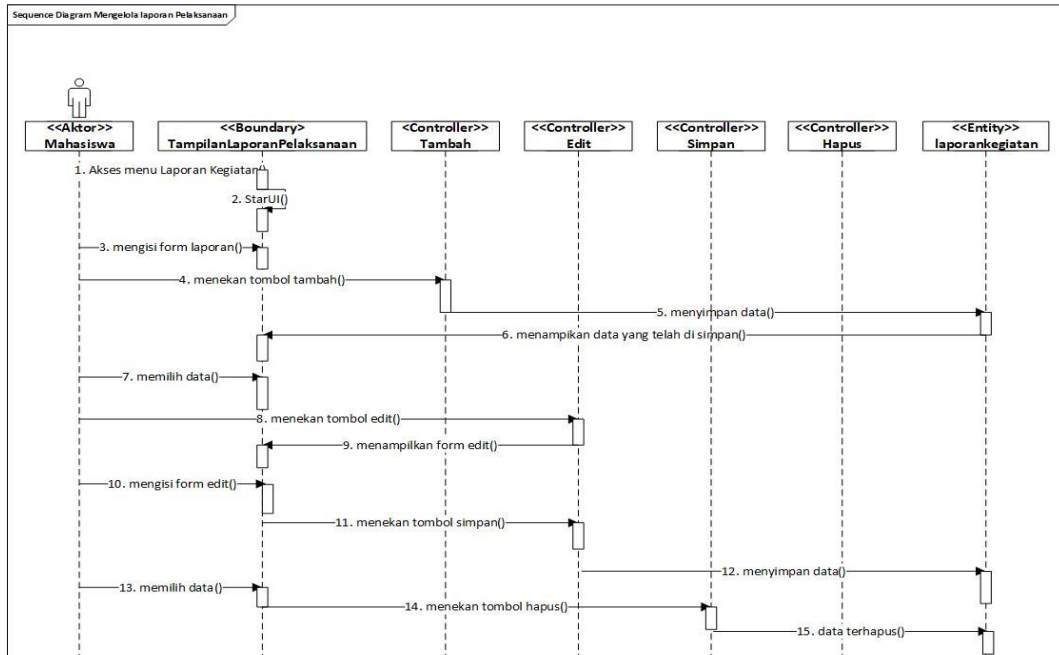 Sequence Diagram Mengelola laporan Pelaksanaan
<<Aktor>>
Mahasiswa
<<Boundary>
TampilanLaporanPelaksanaan
<Controller>>
Tambah
<<Controller>>
Edit
<<Controller>>
Simpan
<<Controller>>
Hapus
<<Entity>>
laporankegiatan
1. Akses menu Laporan Kegiatan()
2. StarUI()
3. mengisi form laporan()
4. menekan tombol tambah()
5. menyimpan data()
6. menampikan data yang telah di simpan()
7. memilih data()
8. menekan tombol edit()
9. menampilkan form edit()
10. mengisi form edit()
11. menekan tombol simpan()
12. menyimpan data()
13. memilih data()
14. menekan tombol hapus()
15. data terhapus()